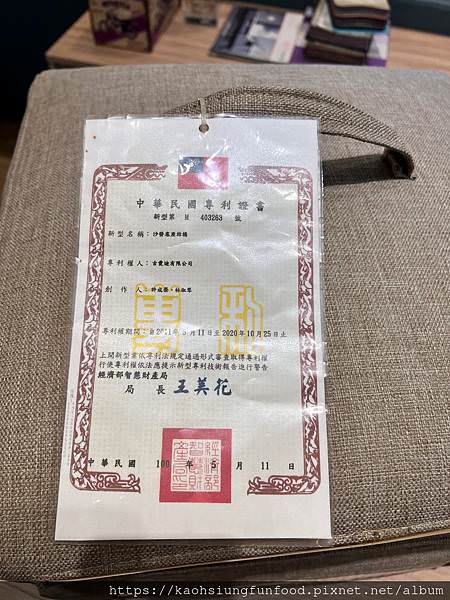 中華民國專利證書
新型第 M 403263 號
新型名稱：沙發底座結構
專利權人：吉愛迪有限公司
創作人：
專利權期間：自2011年5月11日至2020年10月25日止
上開新型業依專利法規定通過形式審查取得專利權
行使專利權依法應提示新型專利技術報告進行警告
經濟部智慧財產局
局長 王美花
中華民國 100 年 5 月 11 日
https://kaohsiungfunfood.pixnet.net/album